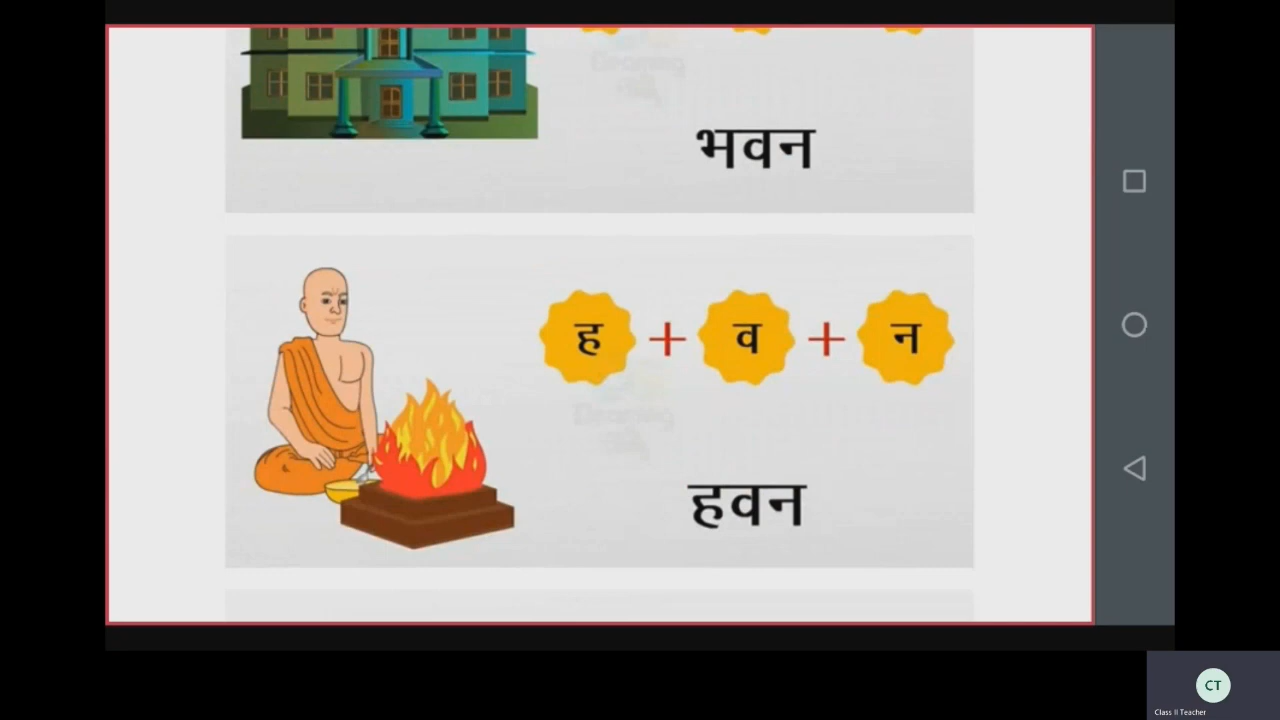 भवन
ह + व + न
हवन
CT
Class II Teacher